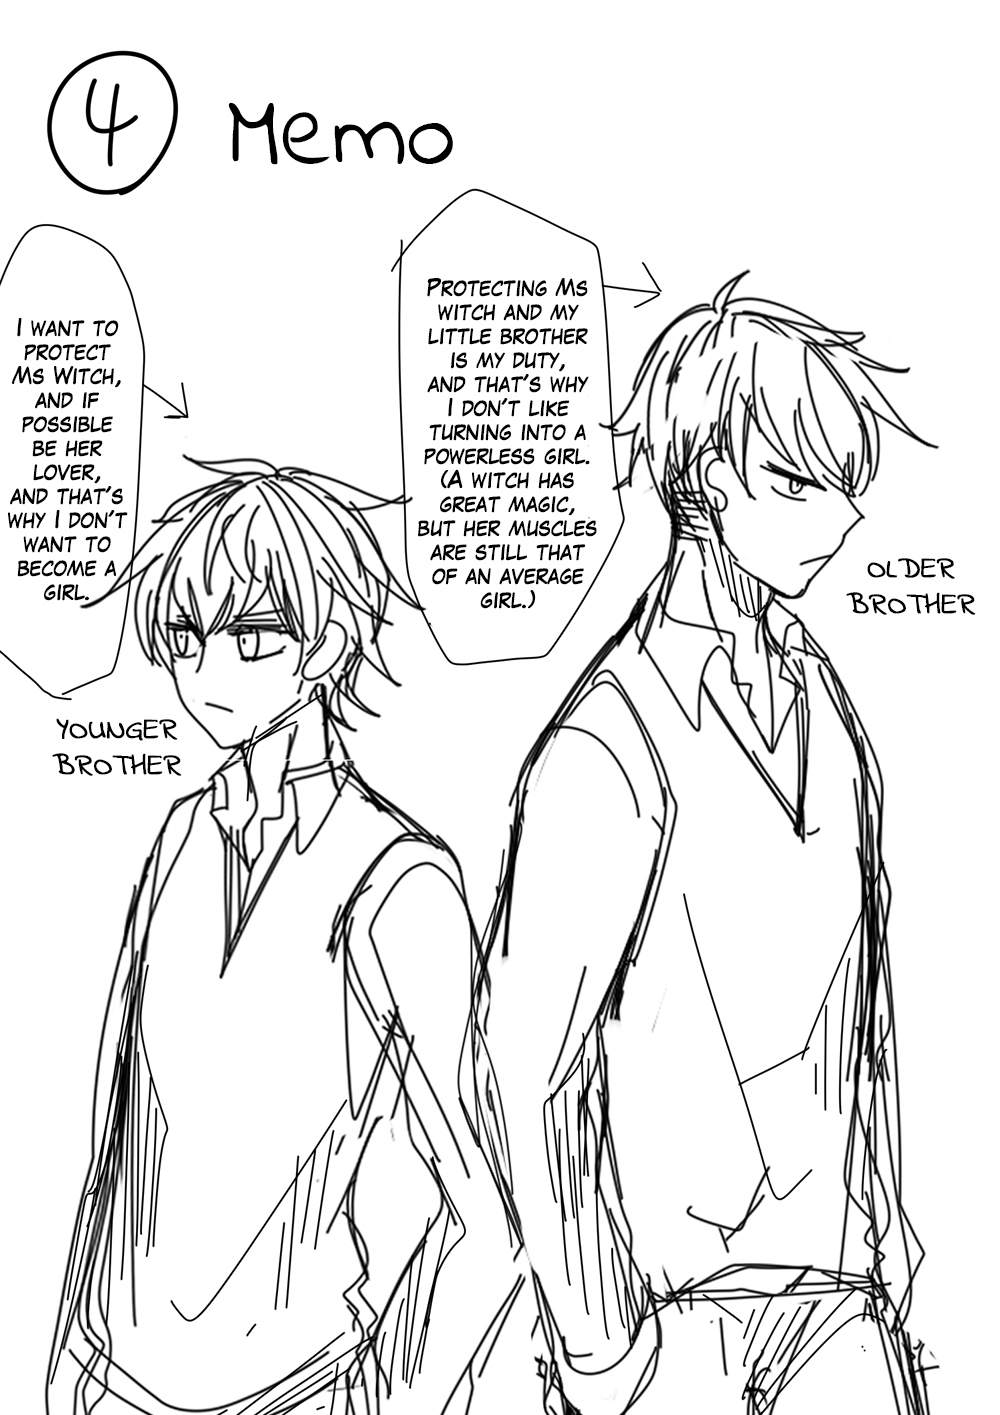 4 Memo
I WANT TO
PROTECT
MS WITCH,
AND IF
POSSIBLE
BE HER
LOVER,
AND THAT'S
WHY I DON'T
WANT TO
BECOME A
GIRL.
YOUNGER
BROTHER
PROTECTING MS
WITCH AND MY
LITTLE BROTHER
IS MY DUTY,
AND THAT'S WHY
I DON'T LIKE
TURNING INTO A
POWERLESS GIRL.
(A WITCH HAS
GREAT MAGIC,
BUT HER MUSCLES
ARE STILL THAT
OF AN AVERAGE
GIRL.)
OLDER
BROTHER